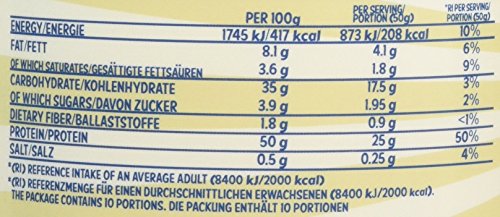 PER 100g PER SERVING/ *RI PER SERVING/
PORTION (50g) PORTION (50g)
ENERGY/ENERGIE 1745 kJ/417 kcal 873 kJ/208 kcal 10%
FAT/FETT 8.1 g 4.1 g 6%
OF WHICH SATURATES/GESÄTTIGTE FETTSÄUREN 3.6 g 1.8 g 9%
CARBOHYDRATE/KOHLENHYDRATE 35 g 17.5 g 3%
OF WHICH SUGARS/DAVON ZUCKER 3.9 g 1.95 g 2%
DIETARY FIBER/BALLASTSTOFFE 1.8 g 0.9 g <1%
PROTEIN/PROTEIN 50 g 25 g 50%
SALT/SALZ 0.5 g 0.25 g 4%
*(RI) REFERENCE INTAKE OF AN AVERAGE ADULT (8400 kJ/2000 kcal)
*(RI) REFERENZMENGE FÜR EINEN DURCHSCHNITTLICHEN ERWACHSENEN (8400 kJ/2000 kcal).
THE PACKAGE CONTAINS 10 PORTIONS. DIE PACKUNG ENTHÄLT 10 PORTIONEN